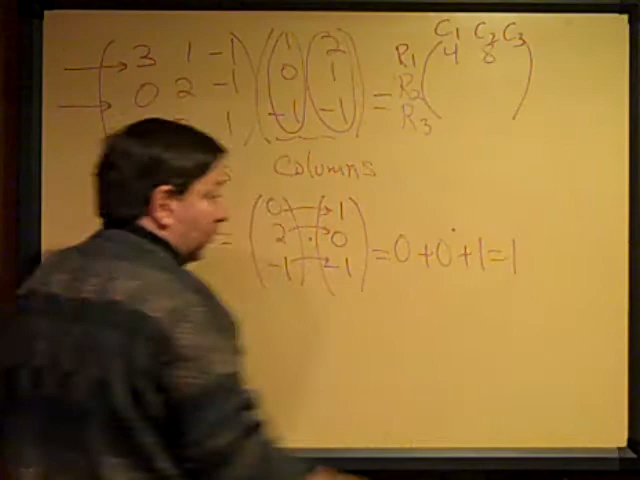 C1 C2 C3
3 1 -1 1 2 R1 4 8
0 2 -1 0 1 = R2
1 -1 -1 R3
Columns
= 0 1
2 · 0 = 0 + 0 + 1 = 1
-1 -1